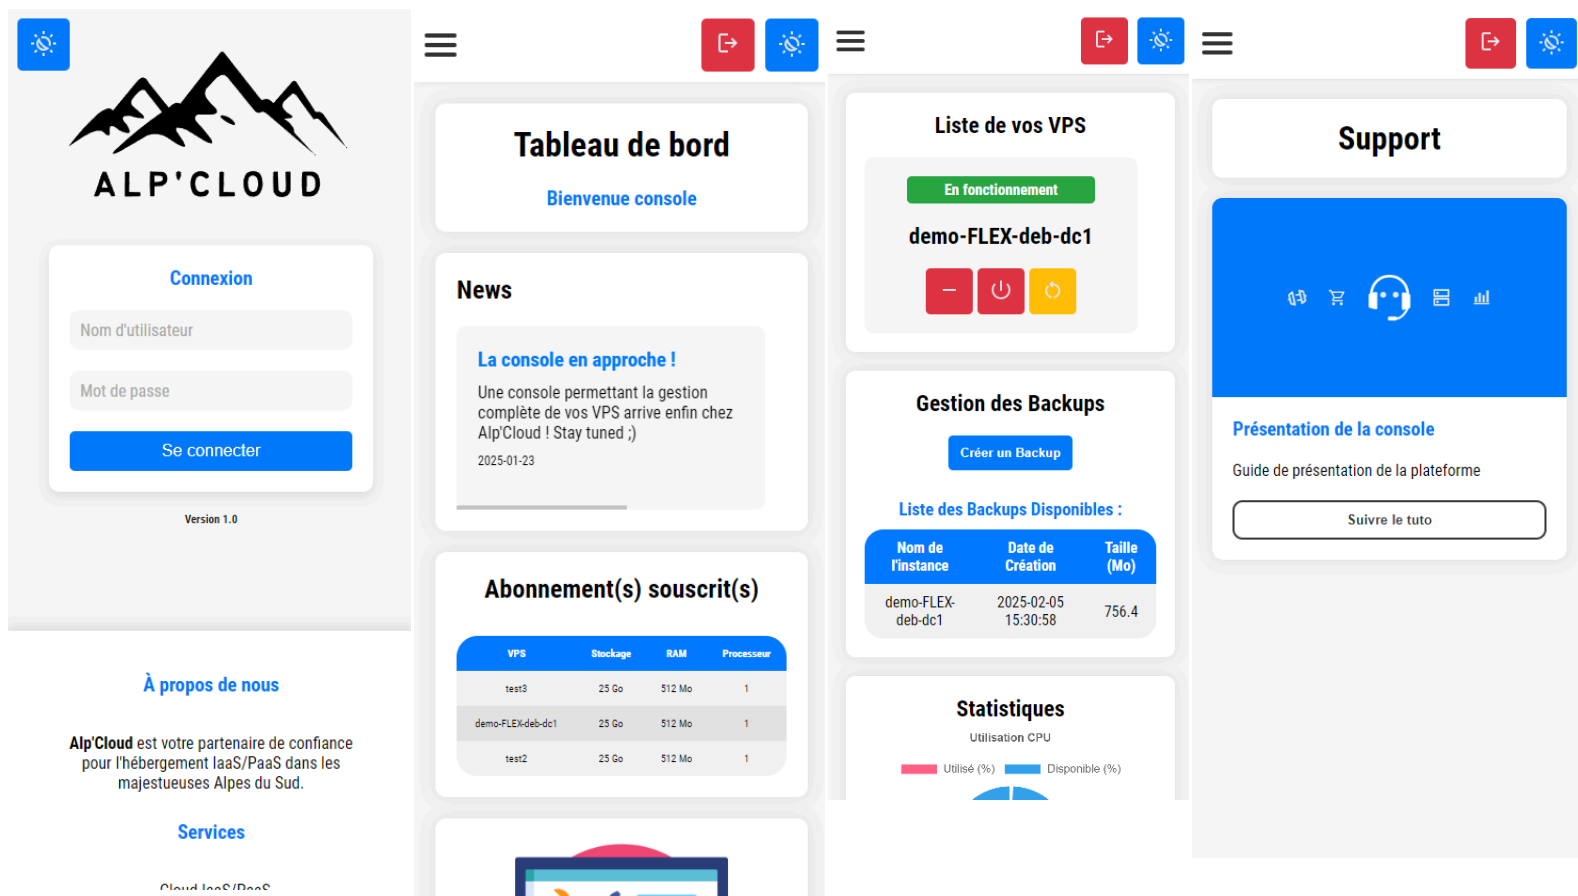 ALP'CLOUD
Connexion
Nom d'utilisateur
Mot de passe
Se connecter
Version 1.0
À propos de nous
Alp'Cloud est votre partenaire de confiance
pour l'hébergement IaaS/PaaS dans les
majestueuses Alpes du Sud.
Services
Cloud IaaS/PaaS
Tableau de bord
Bienvenue console
News
La console en approche !
Une console permettant la gestion
complète de vos VPS arrive enfin chez
Alp'Cloud ! Stay tuned ;)
2025-01-23
Abonnement(s) souscrit(s)
VPS Stockage RAM Processeur
test3 25 Go 512 Mo 1
demo-FLEX-deb-dc1 25 Go 512 Mo 1
test2 25 Go 512 Mo 1
Liste de vos VPS
En fonctionnement
demo-FLEX-deb-dc1
Gestion des Backups
Créer un Backup
Liste des Backups Disponibles :
Nom de Date de Taille
l'instance Création (Mo)
demo-FLEX- 2025-02-05 756.4
deb-dc1 15:30:58
Statistiques
Utilisation CPU
Utilisé (%) Disponible (%)
Support
Présentation de la console
Guide de présentation de la plateforme
Suivre le tuto